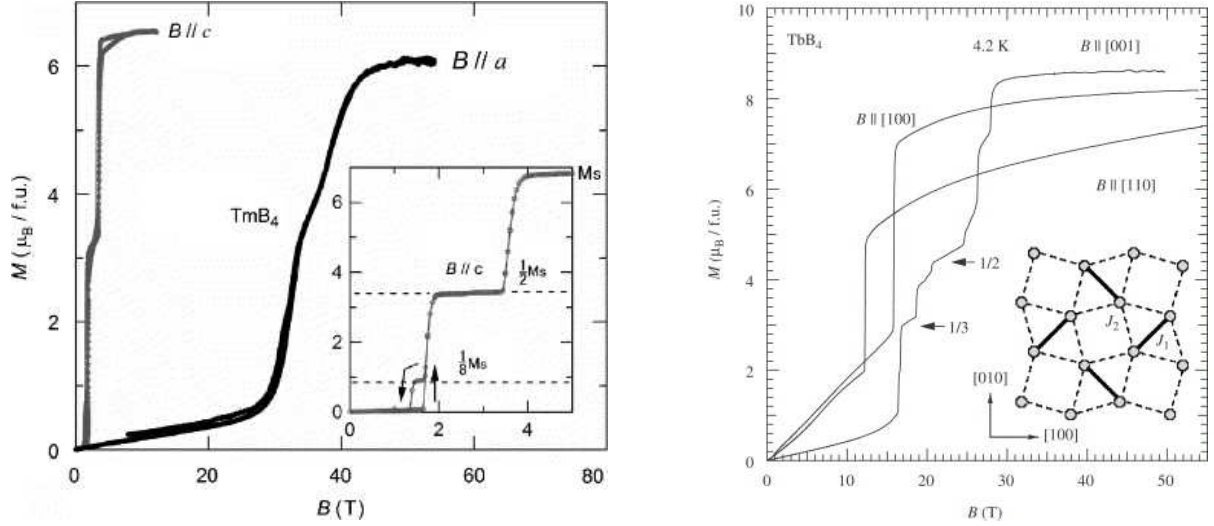 B // c
B // a
TmB4
M (μB / f.u.)
6
4
2
0
0
20
40
60
80
B (T)
Ms
6
4
2
0
B // c
1/2 Ms
1/8 Ms
0
2
4
TbB4
4.2 K
B || [001]
B || [100]
B || [110]
1/2
1/3
J2
J1
[010]
[100]
M (μB / f.u.)
10
8
6
4
2
0
0
10
20
30
40
50
B (T)